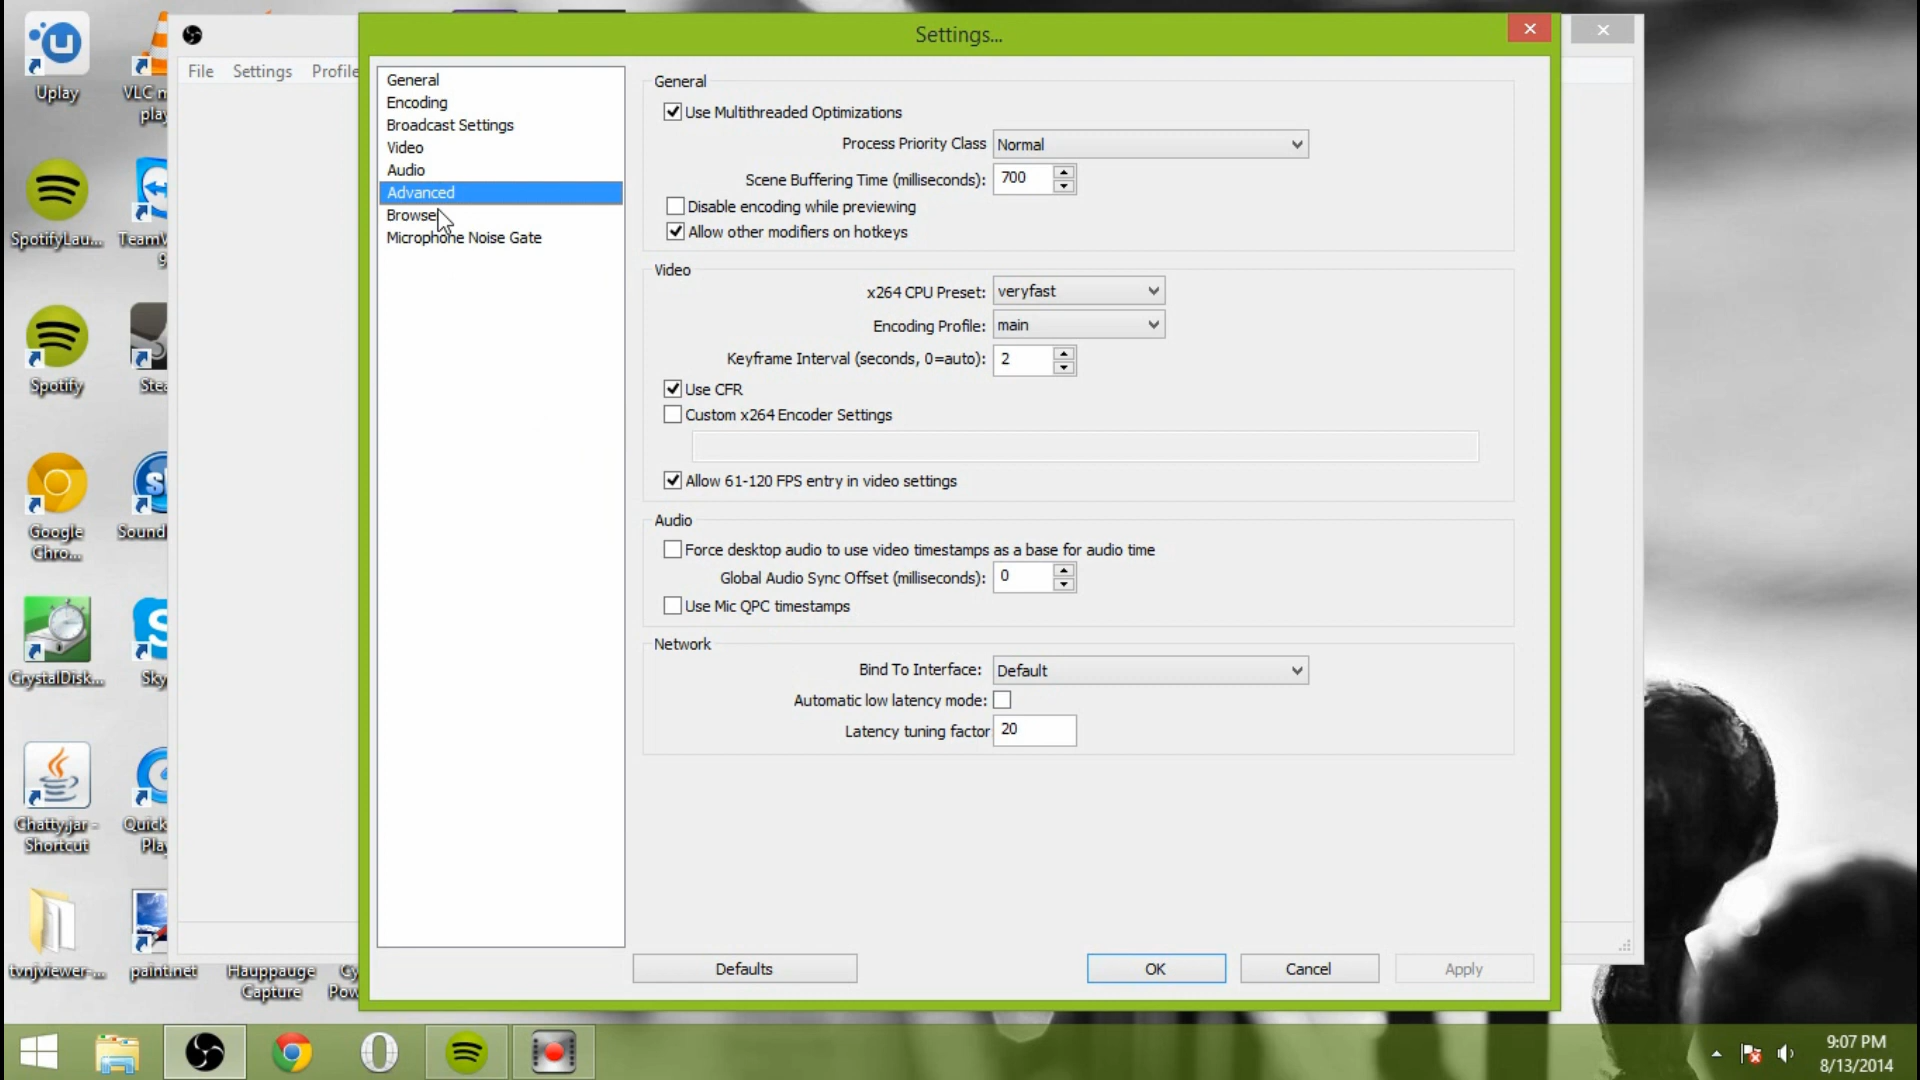 Settings...
File Settings Profile
General
Encoding
Broadcast Settings
Video
Audio
Advanced
Microphone Noise Gate
General
Use Multithreaded Optimizations
Process Priority Class Normal
Scene Buffering Time (milliseconds): 700
Disable encoding while previewing
Allow other modifiers on hotkeys
Video
x264 CPU Preset: veryfast
Encoding Profile: main
Keyframe Interval (seconds, 0=auto): 2
Use CFR
Custom x264 Encoder Settings
Allow 61-120 FPS entry in video settings
Audio
Force desktop audio to use video timestamps as a base for audio time
Global Audio Sync Offset (milliseconds): 0
Use Mic QPC timestamps
Network
Bind To Interface: Default
Automatic low latency mode:
Latency tuning factor 20
Defaults
OK
Cancel
Apply
Uplay
VLC m
play
SpotifyLau...
TeamV
9
Spotify
Stea
Google
Chro...
Sound
CrystalDisk...
Sky
Chatty.jar -
Shortcut
Quick
Pla
tvnjviewer-...
paint.net
Hauppauge
Capture
Cy
Pow
9:07 PM
8/13/2014